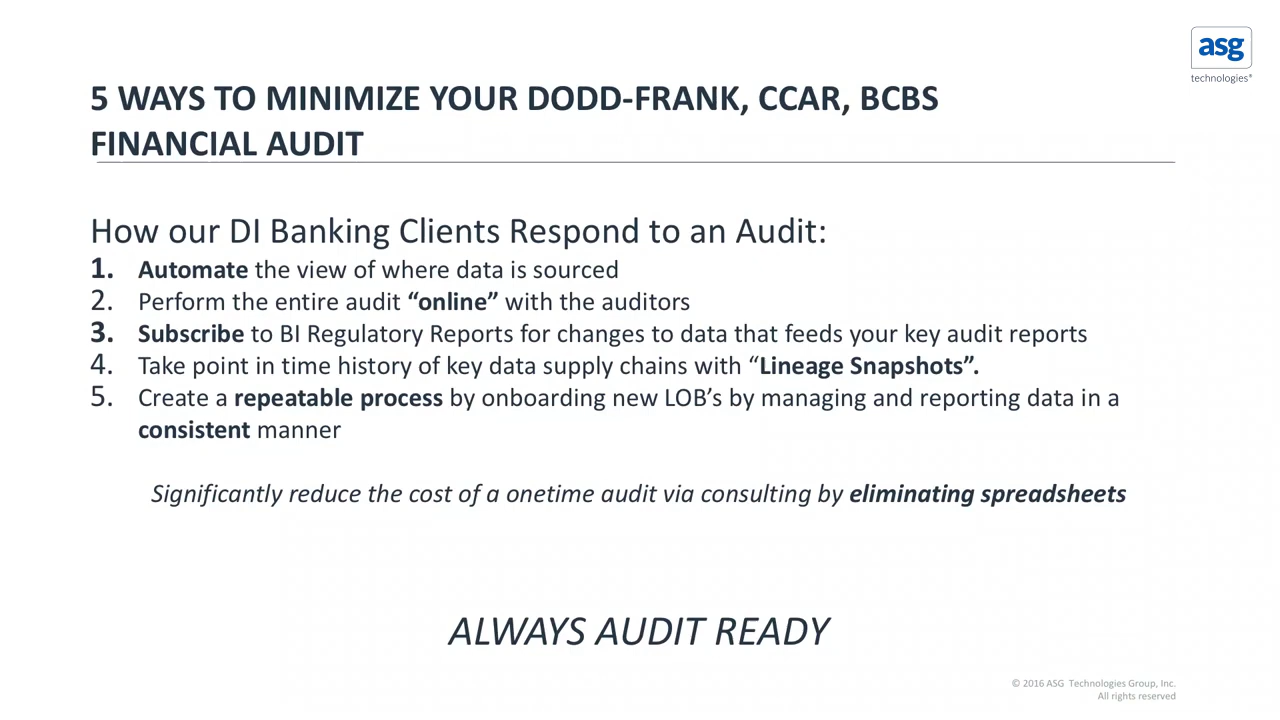 asg
technologies®
5 WAYS TO MINIMIZE YOUR DODD-FRANK, CCAR, BCBS
FINANCIAL AUDIT
How our DI Banking Clients Respond to an Audit:
1. Automate the view of where data is sourced
2. Perform the entire audit “online” with the auditors
3. Subscribe to BI Regulatory Reports for changes to data that feeds your key audit reports
4. Take point in time history of key data supply chains with “Lineage Snapshots”.
5. Create a repeatable process by onboarding new LOB’s by managing and reporting data in a
consistent manner
Significantly reduce the cost of a onetime audit via consulting by eliminating spreadsheets
ALWAYS AUDIT READY
© 2016 ASG Technologies Group, Inc.
All rights reserved